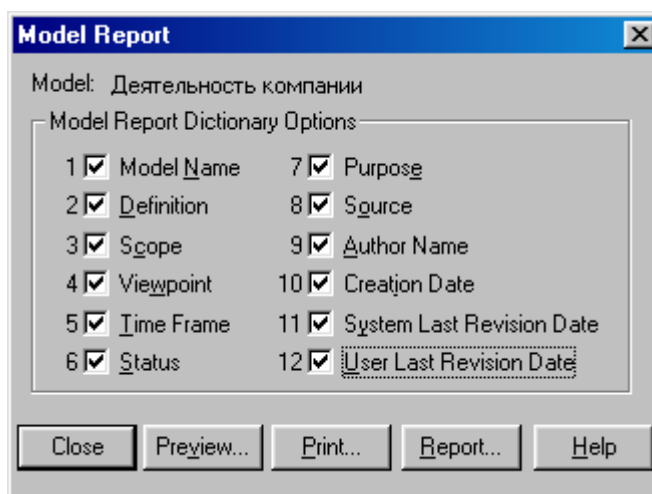 Model Report
Model: Деятельность компании
Model Report Dictionary Options
1 Model Name
2 Definition
3 Scope
4 Viewpoint
5 Time Frame
6 Status
7 Purpose
8 Source
9 Author Name
10 Creation Date
11 System Last Revision Date
12 User Last Revision Date
Close Preview... Print... Report... Help